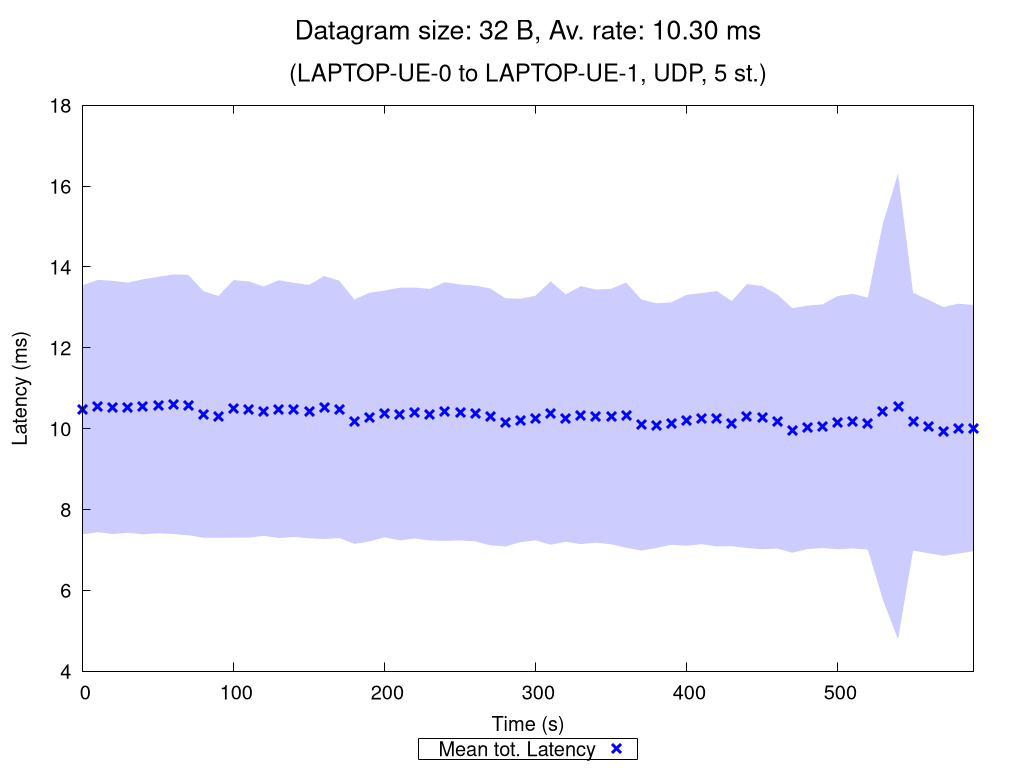 Datagram size: 32 B, Av. rate: 10.30 ms
(LAPTOP-UE-0 to LAPTOP-UE-1, UDP, 5 st.)
18
16
14
12
10
8
6
4
Latency (ms)
0 100 200 300 400 500
Time (s)
Mean tot. Latency